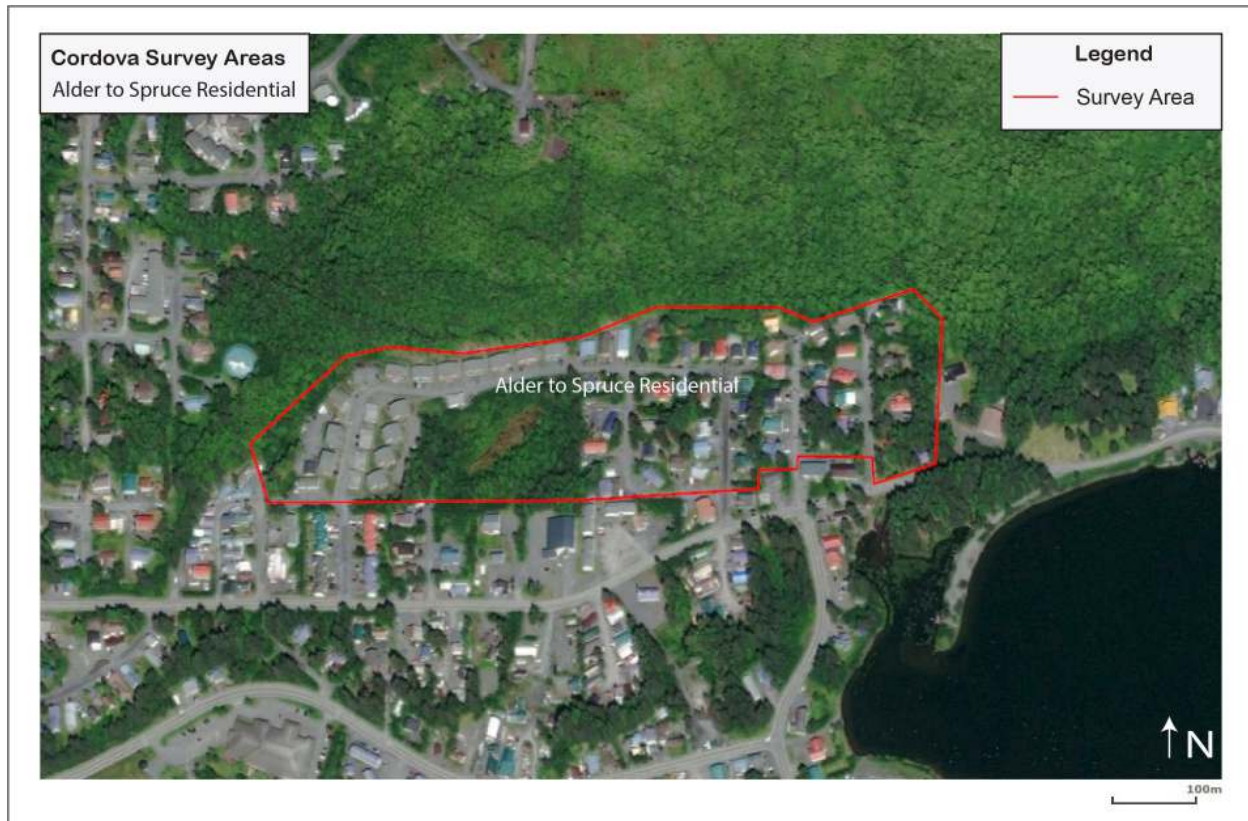 Cordova Survey Areas
Alder to Spruce Residential
Legend
Survey Area
Alder to Spruce Residential
N
100m